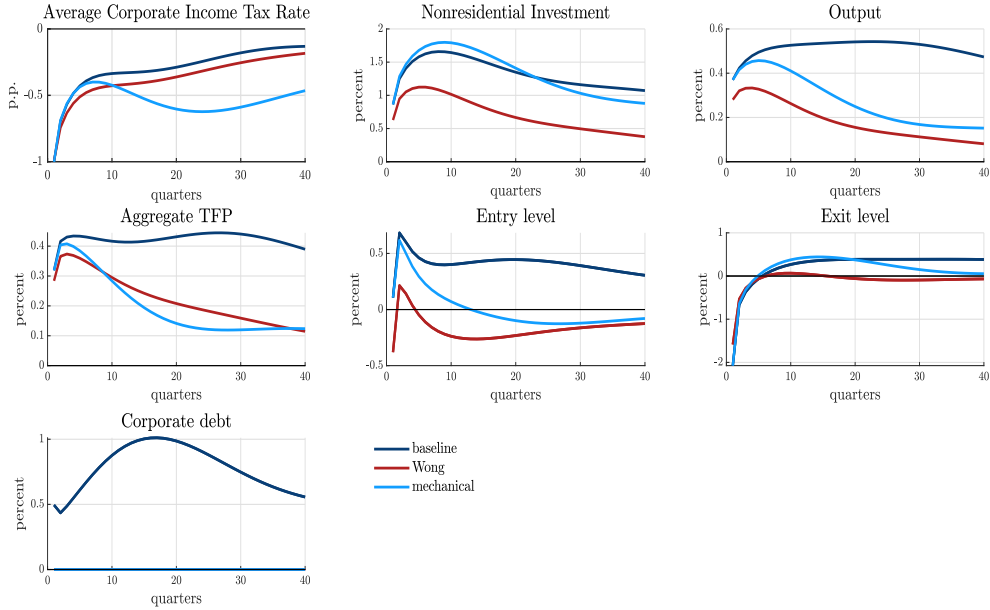 Average Corporate Income Tax Rate
0
-0.5
-1
p.p.
0 10 20 30 40
quarters
Nonresidential Investment
2
1.5
1
0.5
0
percent
0 10 20 30 40
quarters
Output
0.6
0.4
0.2
0
percent
0 10 20 30 40
quarters
Aggregate TFP
0.4
0.3
0.2
0.1
0
percent
0 10 20 30 40
quarters
Entry level
0.5
0
-0.5
percent
0 10 20 30 40
quarters
Exit level
1
0
-1
-2
percent
0 10 20 30 40
quarters
Corporate debt
1
0.5
0
percent
0 10 20 30 40
quarters
baseline
Wong
mechanical